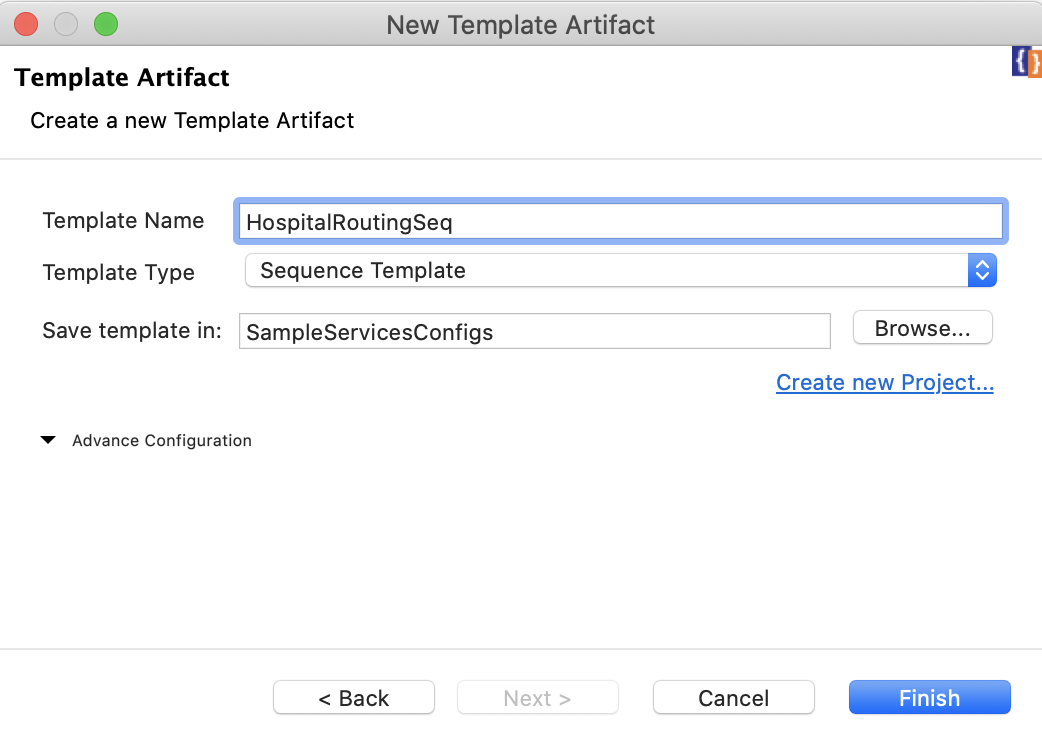 New Template Artifact
Template Artifact
Create a new Template Artifact
Template Name HospitalRoutingSeq
Template Type Sequence Template
Save template in: SampleServicesConfigs Browse...
Create new Project...
Advance Configuration
< Back Next > Cancel Finish